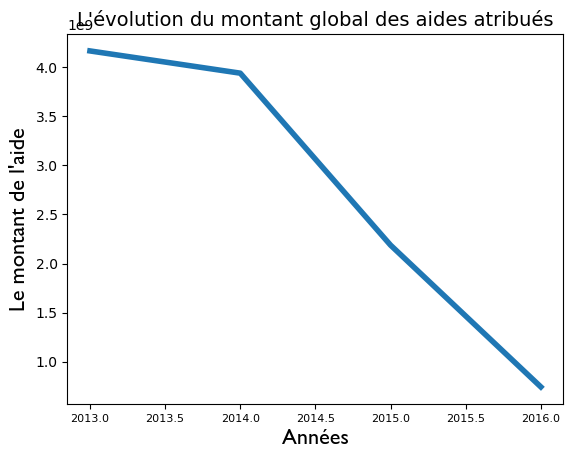 L'évolution du montant global des aides atribués
1e9
4.0
3.5
3.0
2.5
2.0
1.5
1.0
Le montant de l'aide
2013.0 2013.5 2014.0 2014.5 2015.0 2015.5 2016.0
Années